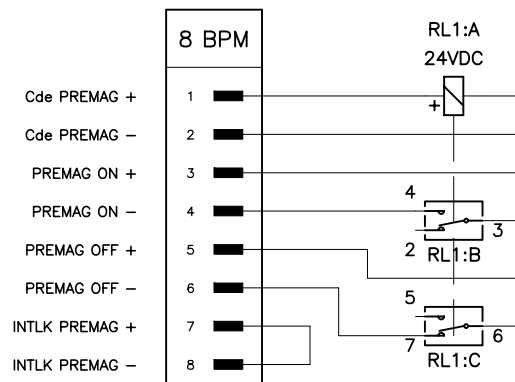 8 BPM
RL1:A
24VDC
+
Cde PREMAG + 1
Cde PREMAG - 2
PREMAG ON + 3
PREMAG ON - 4
PREMAG OFF + 5
PREMAG OFF - 6
INTLK PREMAG + 7
INTLK PREMAG - 8
4
3
2
RL1:B
5
6
7
RL1:C